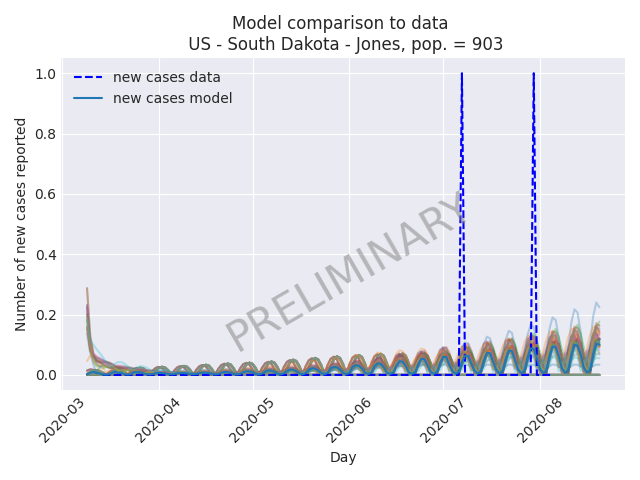 Model comparison to data
US - South Dakota - Jones, pop. = 903
new cases data
new cases model
Number of new cases reported
1.0
0.8
0.6
0.4
0.2
0.0
PRELIMINARY
2020-03
2020-04
2020-05
2020-06
2020-07
2020-08
Day